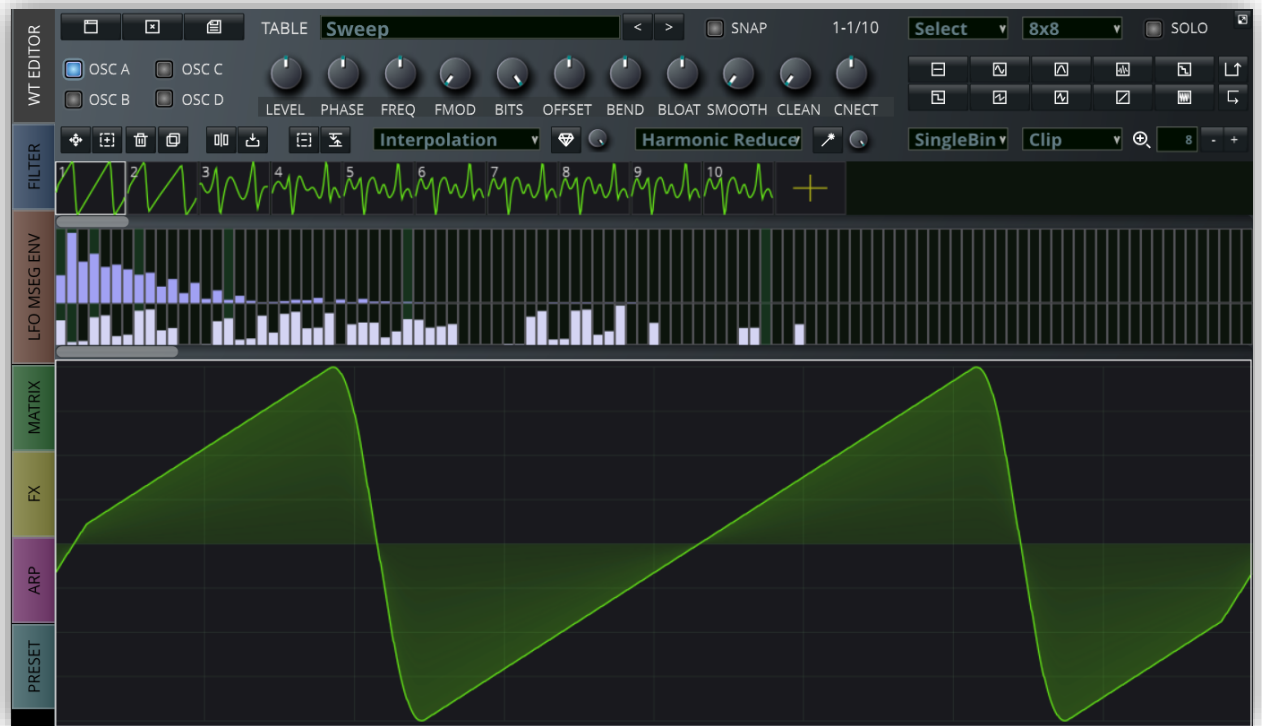 WT EDITOR
FILTER
LFO MSEG ENV
MATRIX
FX
ARP
PRESET
TABLE Sweep < > SNAP 1-1/10 Select 8x8 SOLO
OSC A OSC C
OSC B OSC D
LEVEL PHASE FREQ FMOD BITS OFFSET BEND BLOAT SMOOTH CLEAN CNECT
Interpolation Harmonic Reduce SingleBin Clip 8 - +
1 2 3 4 5 6 7 8 9 10